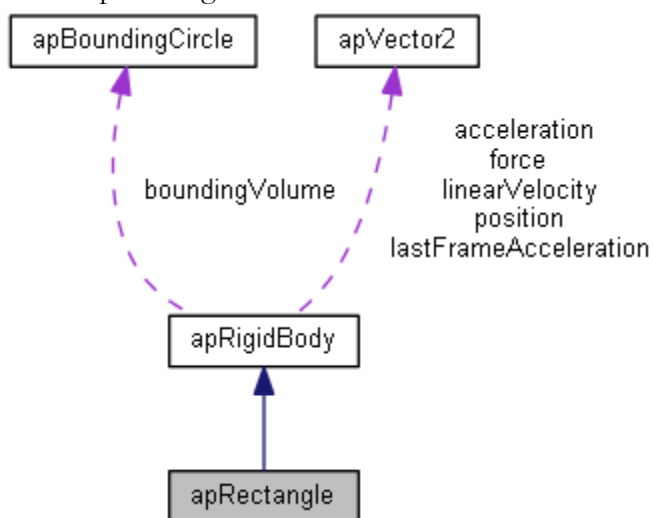 apBoundingCircle
apVector2
boundingVolume
acceleration
force
linearVelocity
position
lastFrameAcceleration
apRigidBody
apRectangle